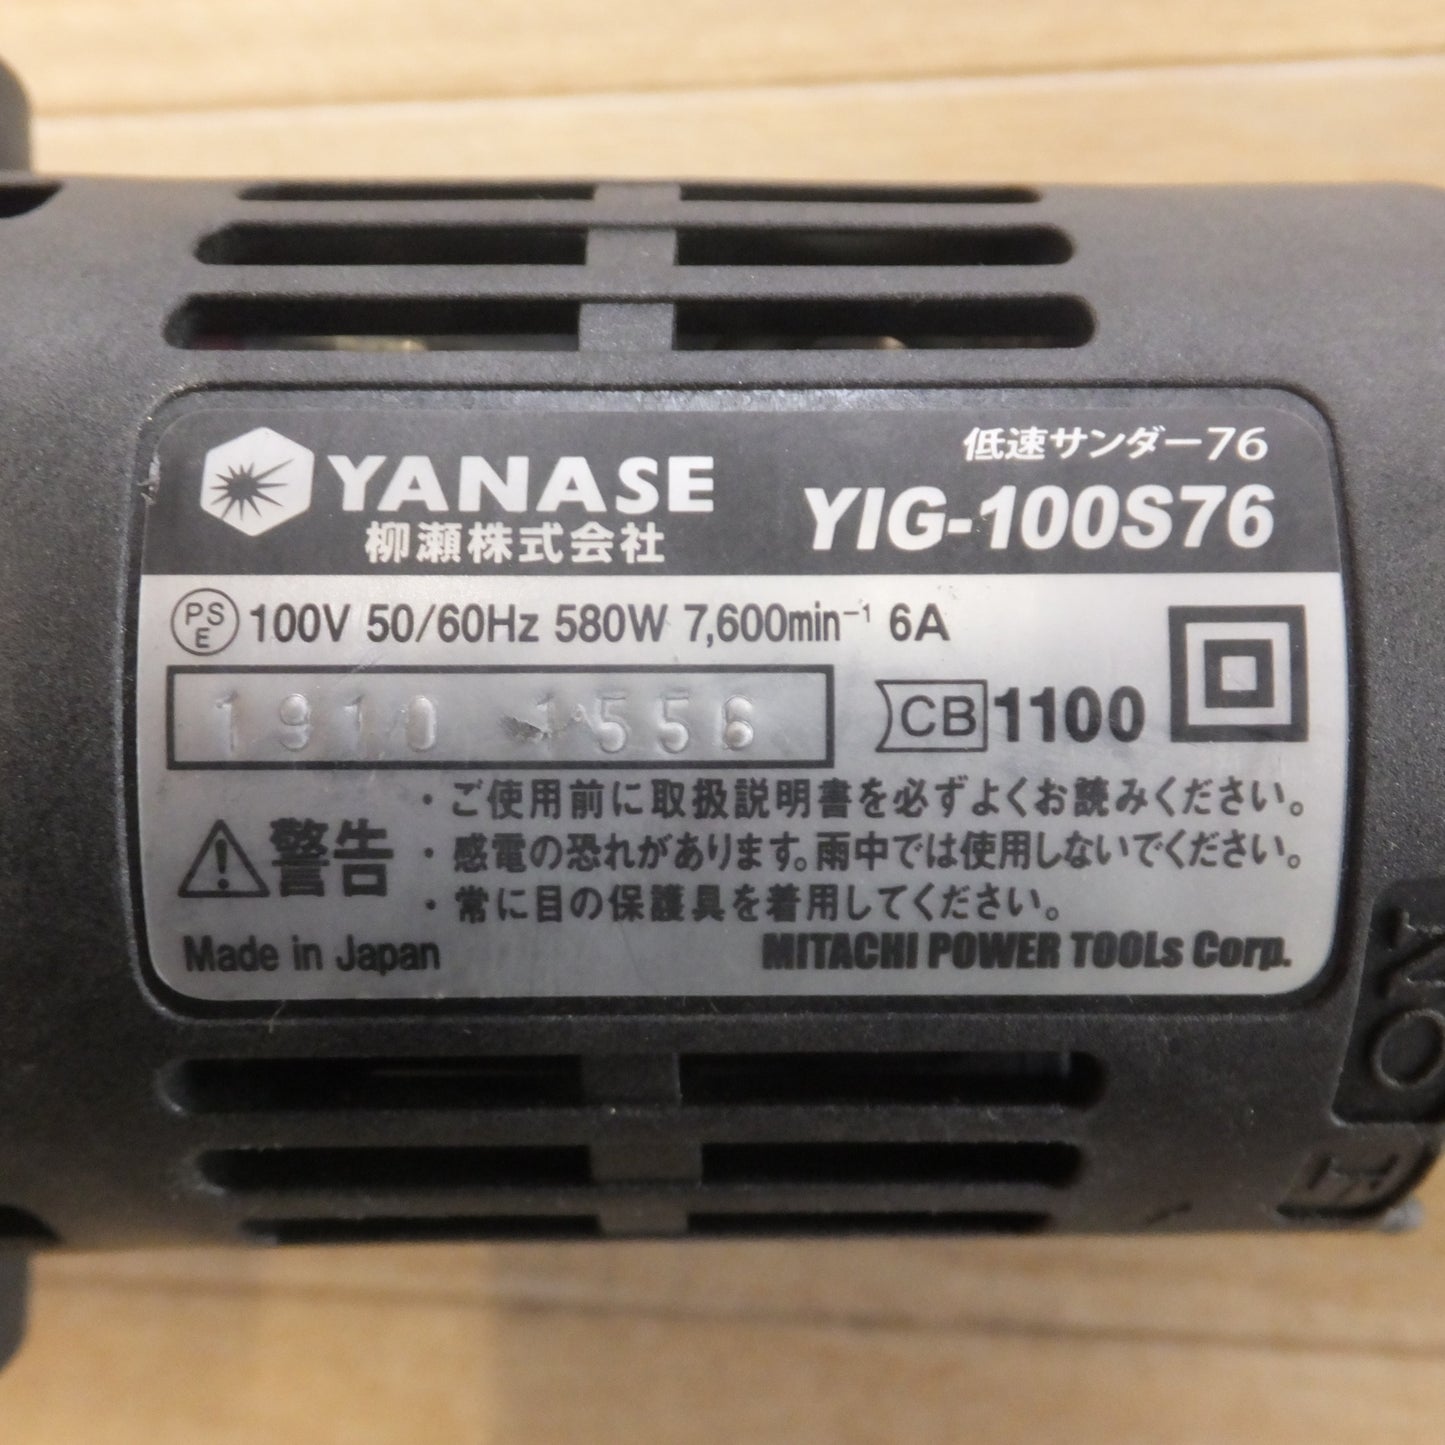 YANASE
柳瀬株式会社
低速サンダー76
YIG-100S76
PS E 100V 50/60Hz 580W 7,600min⁻¹ 6A
1910 1556
CB 1100
警告
・ご使用前に取扱説明書を必ずよくお読みください。
・感電の恐れがあります。雨中では使用しないでください。
・常に目の保護具を着用してください。
Made in Japan
MITACHI POWER TOOLs Corp.